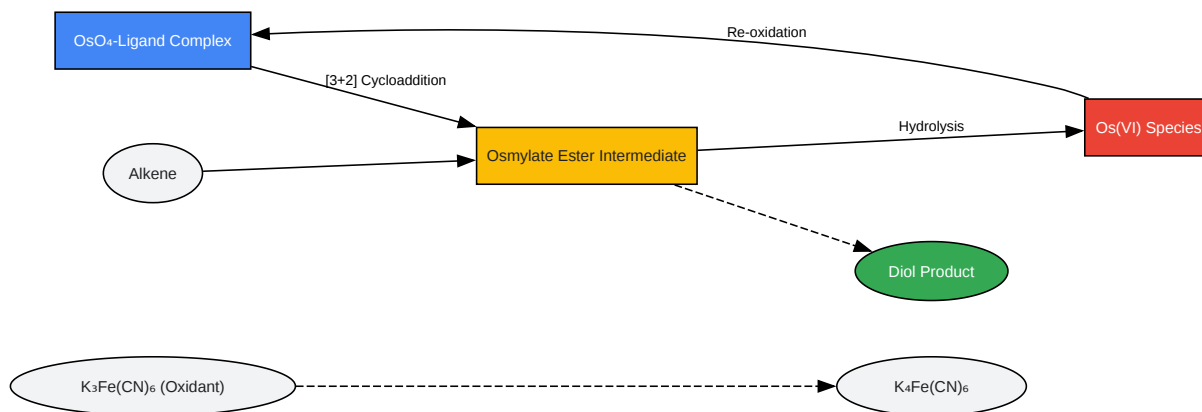 OsO₄-Ligand Complex
Re-oxidation
[3+2] Cycloaddition
Os(VI) Species
Hydrolysis
Osmylate Ester Intermediate
Alkene
Diol Product
K₃Fe(CN)₆ (Oxidant)
K₄Fe(CN)₆